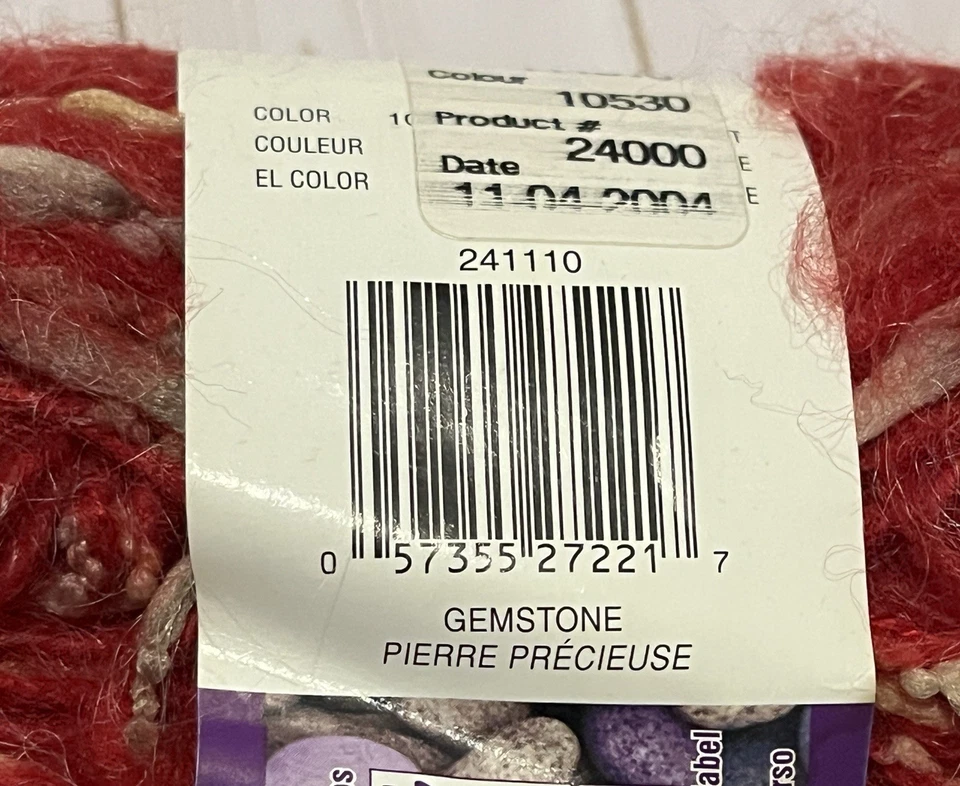 Colour
10530
COLOR 10
Product #
COULEUR
24000
EL COLOR
Date
11.04.2004
241110
0 57355 27221 7
GEMSTONE
PIERRE PRÉCIEUSE